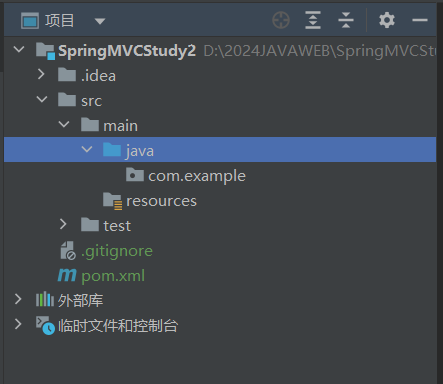 项目
SpringMVCStudy2 D:\2024JAVAWEB\SpringMVCStu
.idea
src
main
java
com.example
resources
test
.gitignore
pom.xml
外部库
临时文件和控制台